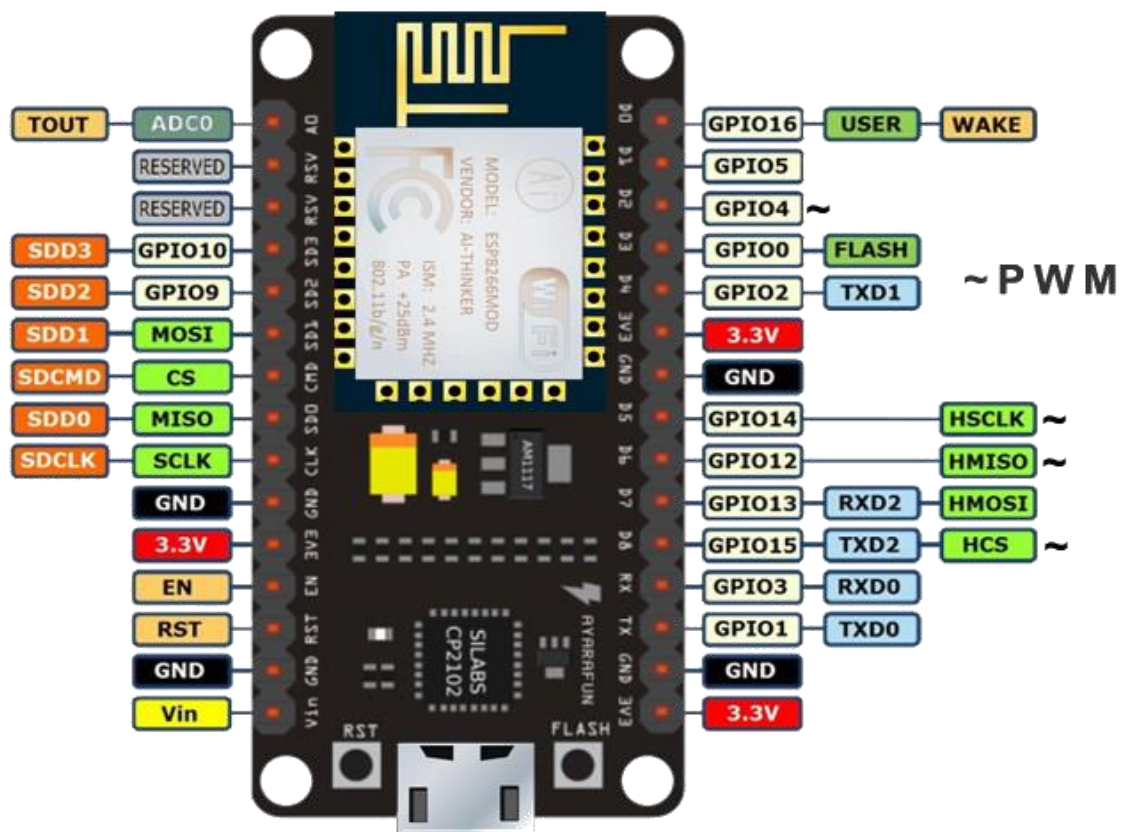 TOUT ADC0 A0 D0 GPIO16 USER WAKE
RESERVED RSV D1 GPIO5
RESERVED RSV D2 GPIO4 ~
SDD3 GPIO10 SD3 D3 GPIO0 FLASH
~PWM
SDD2 GPIO9 SD2 D4 GPIO2 TXD1
SDD1 MOSI SD1 3V3 3.3V
SDCMD CS CMD GND GND
SDD0 MISO SD0 D5 GPIO14 HSCLK ~
SDCLK SCLK CLK D6 GPIO12 HMISO ~
GND GND D7 GPIO13 RXD2 HMOSI
3.3V 3V3 D8 GPIO15 TXD2 HCS ~
EN EN RX GPIO3 RXD0
RST RST TX GPIO1 TXD0
GND GND GND GND
Vin Vin 3V3 3.3V
MODEL: ESP8266MOD
VENDOR: AI-THINKER
ISM: 2.4 MHZ
PA +25dBm
802.11b/g/n
FC
Ai
Wi Fi
AM1117
SILABS
CP2102
AYARAFUN
RST
FLASH